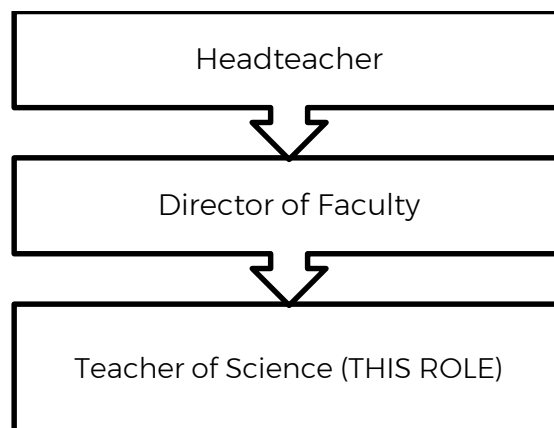 Headteacher
Director of Faculty
Teacher of Science (THIS ROLE)